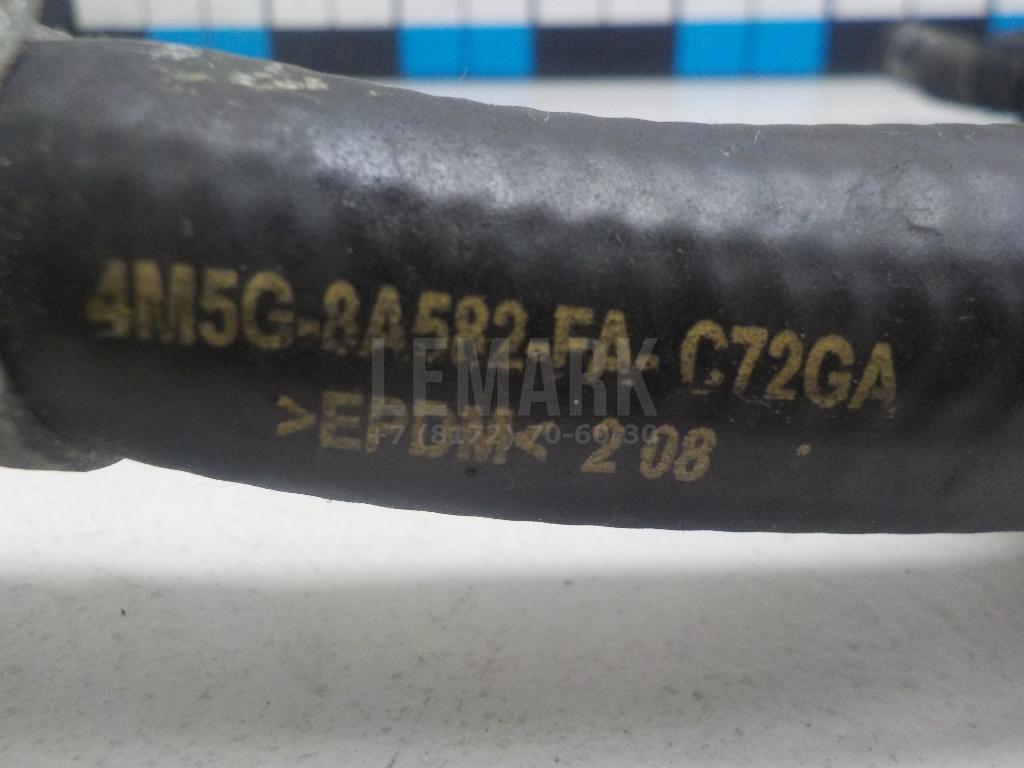 4M5G-8A582-FA- C72GA
LEMARK
>EPDM< 2 08
+7 (8172) 70-60-30